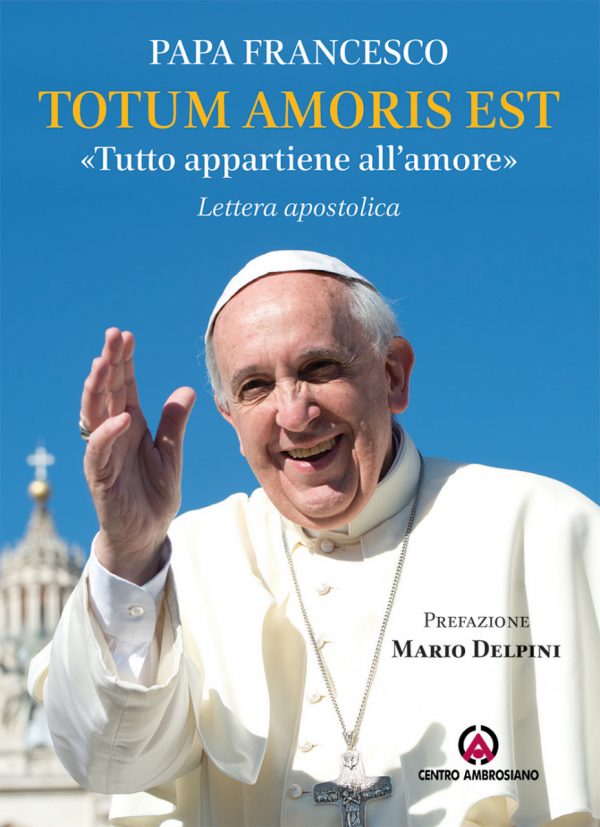 PAPA FRANCESCO
TOTUM AMORIS EST
«Tutto appartiene all’amore»
Lettera apostolica
PREFAZIONE
MARIO DELPINI
CENTRO AMBROSIANO